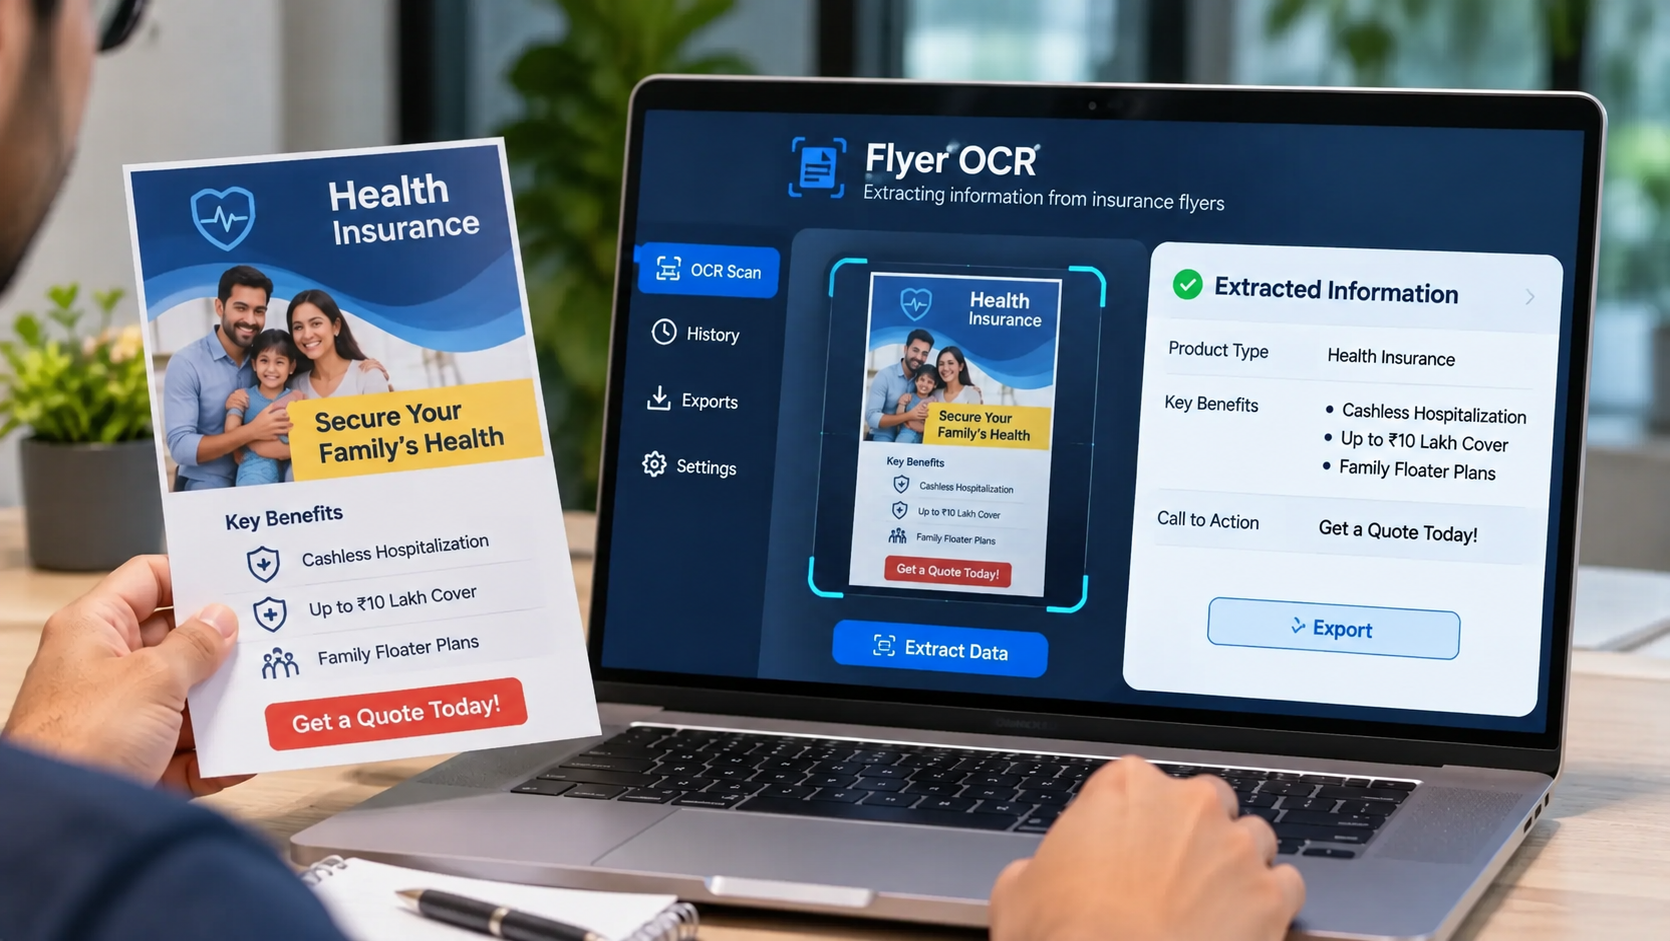 Health
Insurance
Secure Your
Family's Health
Key Benefits
Cashless Hospitalization
Up to ₹10 Lakh Cover
Family Floater Plans
Get a Quote Today!
Flyer OCR
Extracting information from insurance flyers
OCR Scan
History
Exports
Settings
Health
Insurance
Secure Your
Family's Health
Key Benefits
Cashless Hospitalization
Up to ₹10 Lakh Cover
Family Floater Plans
Get a Quote Today!
Extract Data
Extracted Information
Product Type Health Insurance
Key Benefits • Cashless Hospitalization
• Up to ₹10 Lakh Cover
• Family Floater Plans
Call to Action Get a Quote Today!
Export